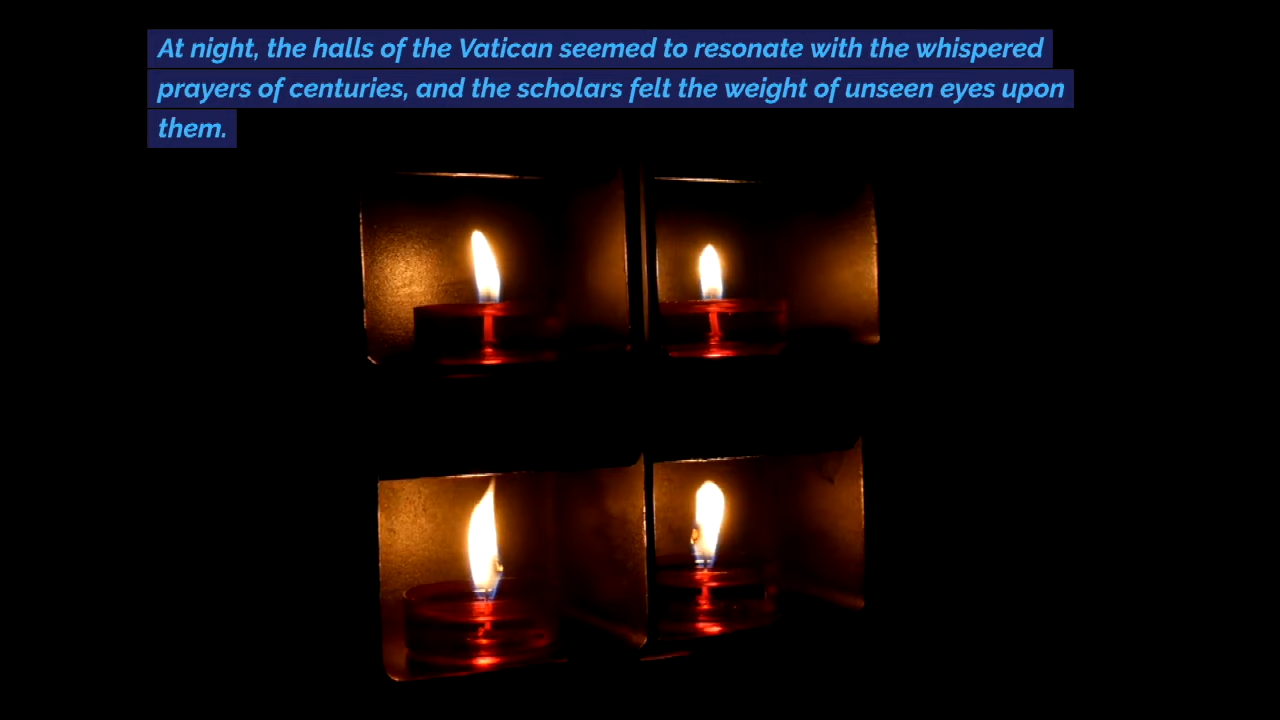 At night, the halls of the Vatican seemed to resonate with the whispered
prayers of centuries, and the scholars felt the weight of unseen eyes upon
them.